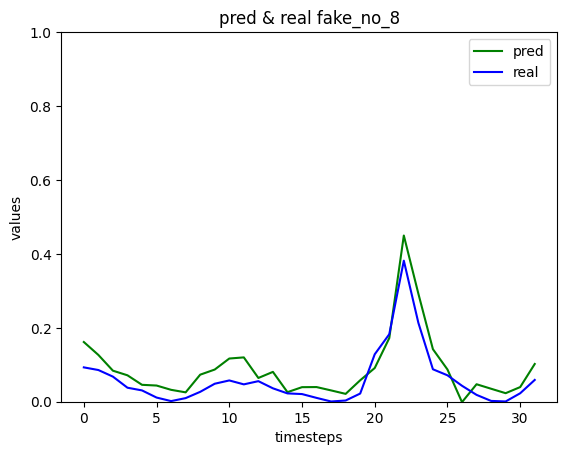 pred & real fake_no_8
1.0
0.8
0.6
0.4
0.2
0.0
values
pred
real
0 5 10 15 20 25 30
timesteps